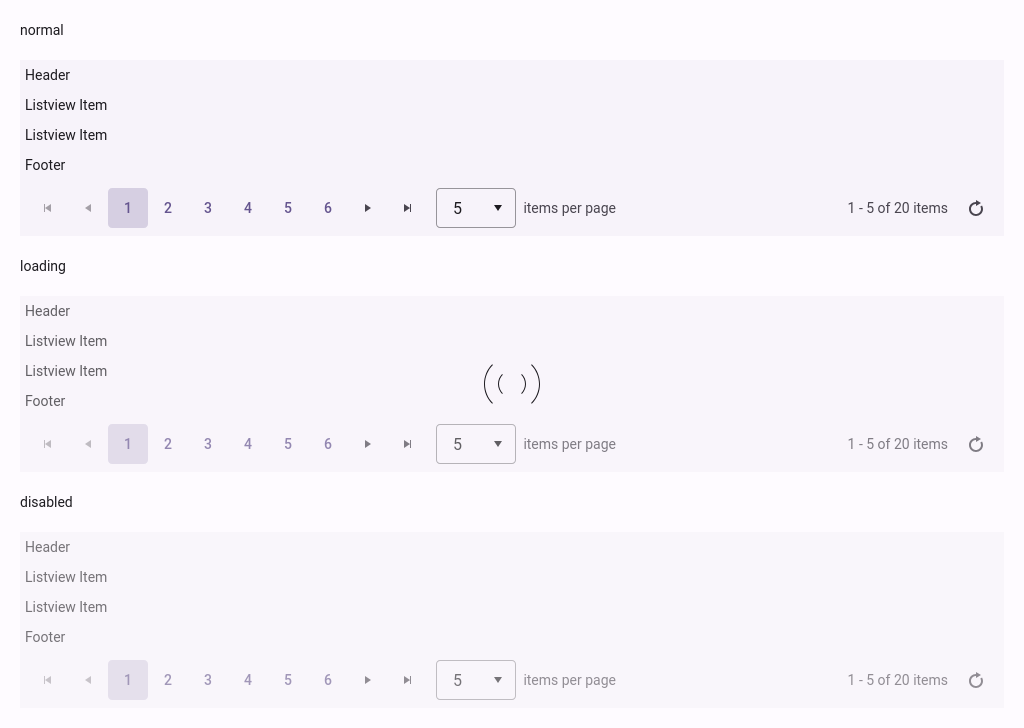 normal
Header
Listview Item
Listview Item
Footer
1 2 3 4 5 6 5 items per page 1 - 5 of 20 items
loading
Header
Listview Item
Listview Item
Footer
1 2 3 4 5 6 5 items per page 1 - 5 of 20 items
disabled
Header
Listview Item
Listview Item
Footer
1 2 3 4 5 6 5 items per page 1 - 5 of 20 items